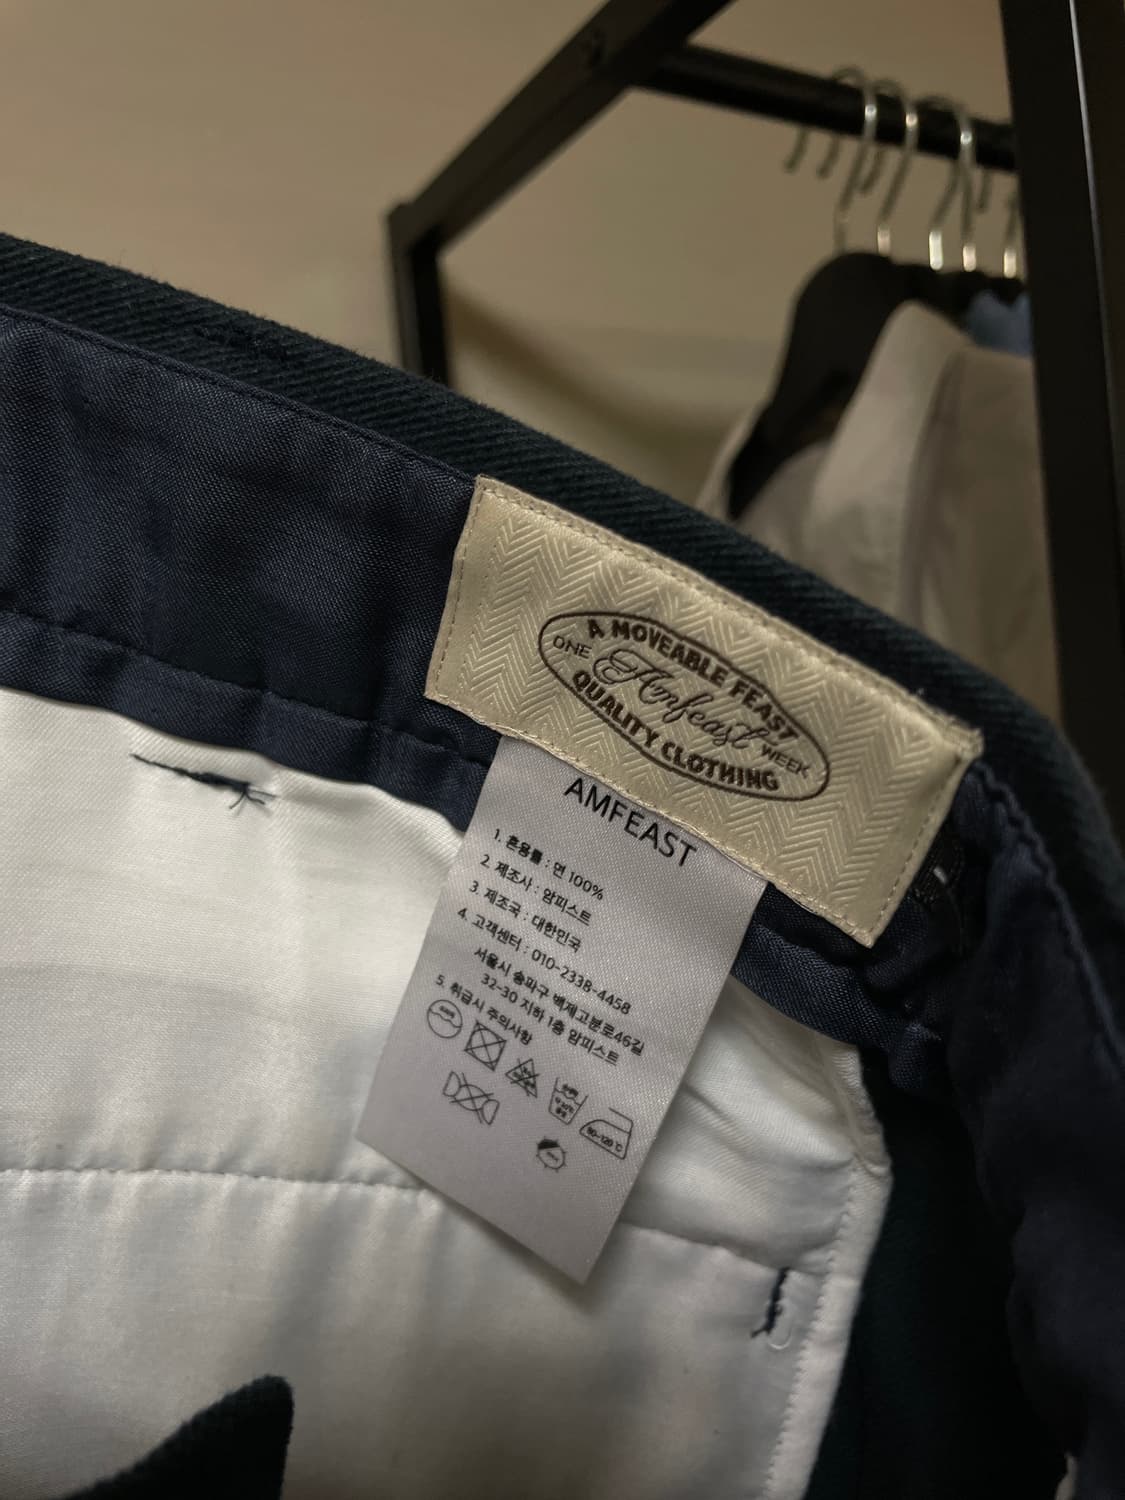 A MOVEABLE FEAST
ONE Amfeast WEEK
QUALITY CLOTHING
AMFEAST
1. 혼용률 : 면 100%
2. 제조사 : 암피스트
3. 제조국 : 대한민국
4. 고객센터 : 010-2338-4458
서울시 송파구 백제고분로46길
32-30 지하 1층 암피스트
5. 취급시 주의사항
80~120℃